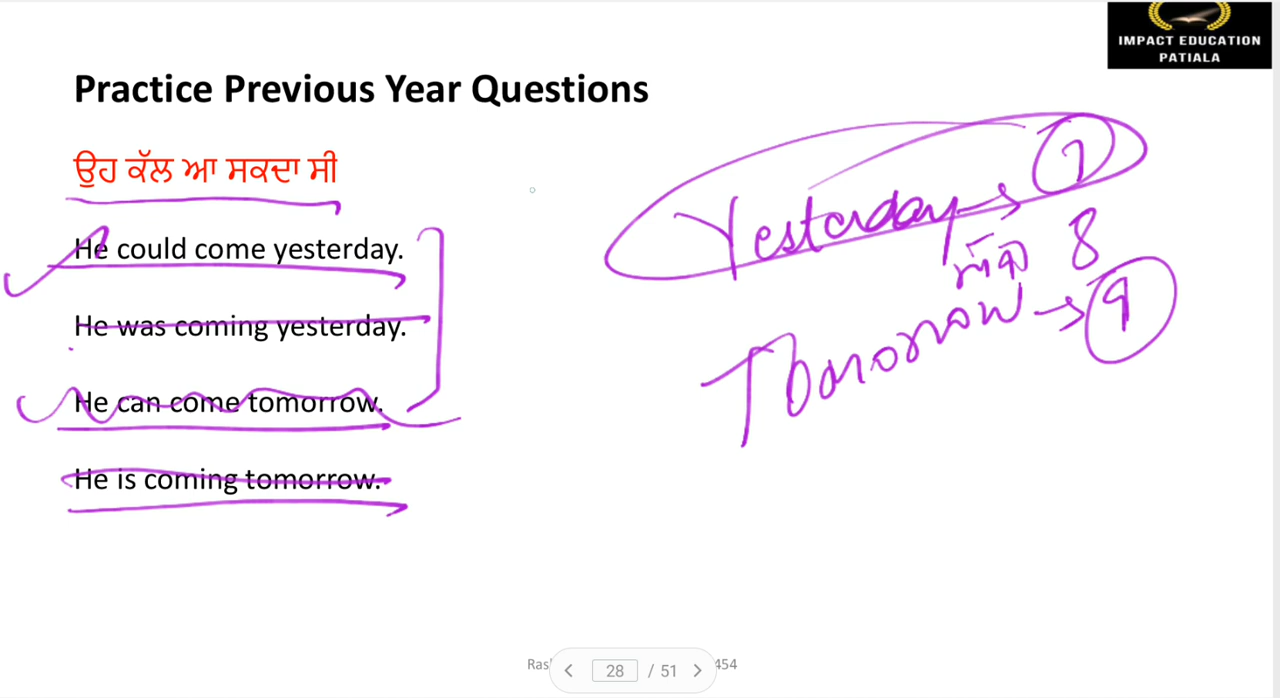 IMPACT EDUCATION
PATIALA
Practice Previous Year Questions
ਉਹ ਕੱਲ ਆ ਸਕਦਾ ਸੀ
He could come yesterday.
He was coming yesterday.
He can come tomorrow.
He is coming tomorrow.
Yesterday → 7
8
Tomorrow → 9
28 / 51
454